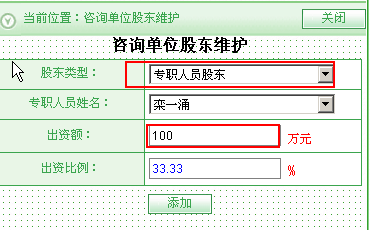 当前位置：咨询单位股东维护 关闭
咨询单位股东维护
股东类型： 专职人员股东
专职人员姓名： 栾一涌
出资额： 100 万元
出资比例： 33.33 %
添加